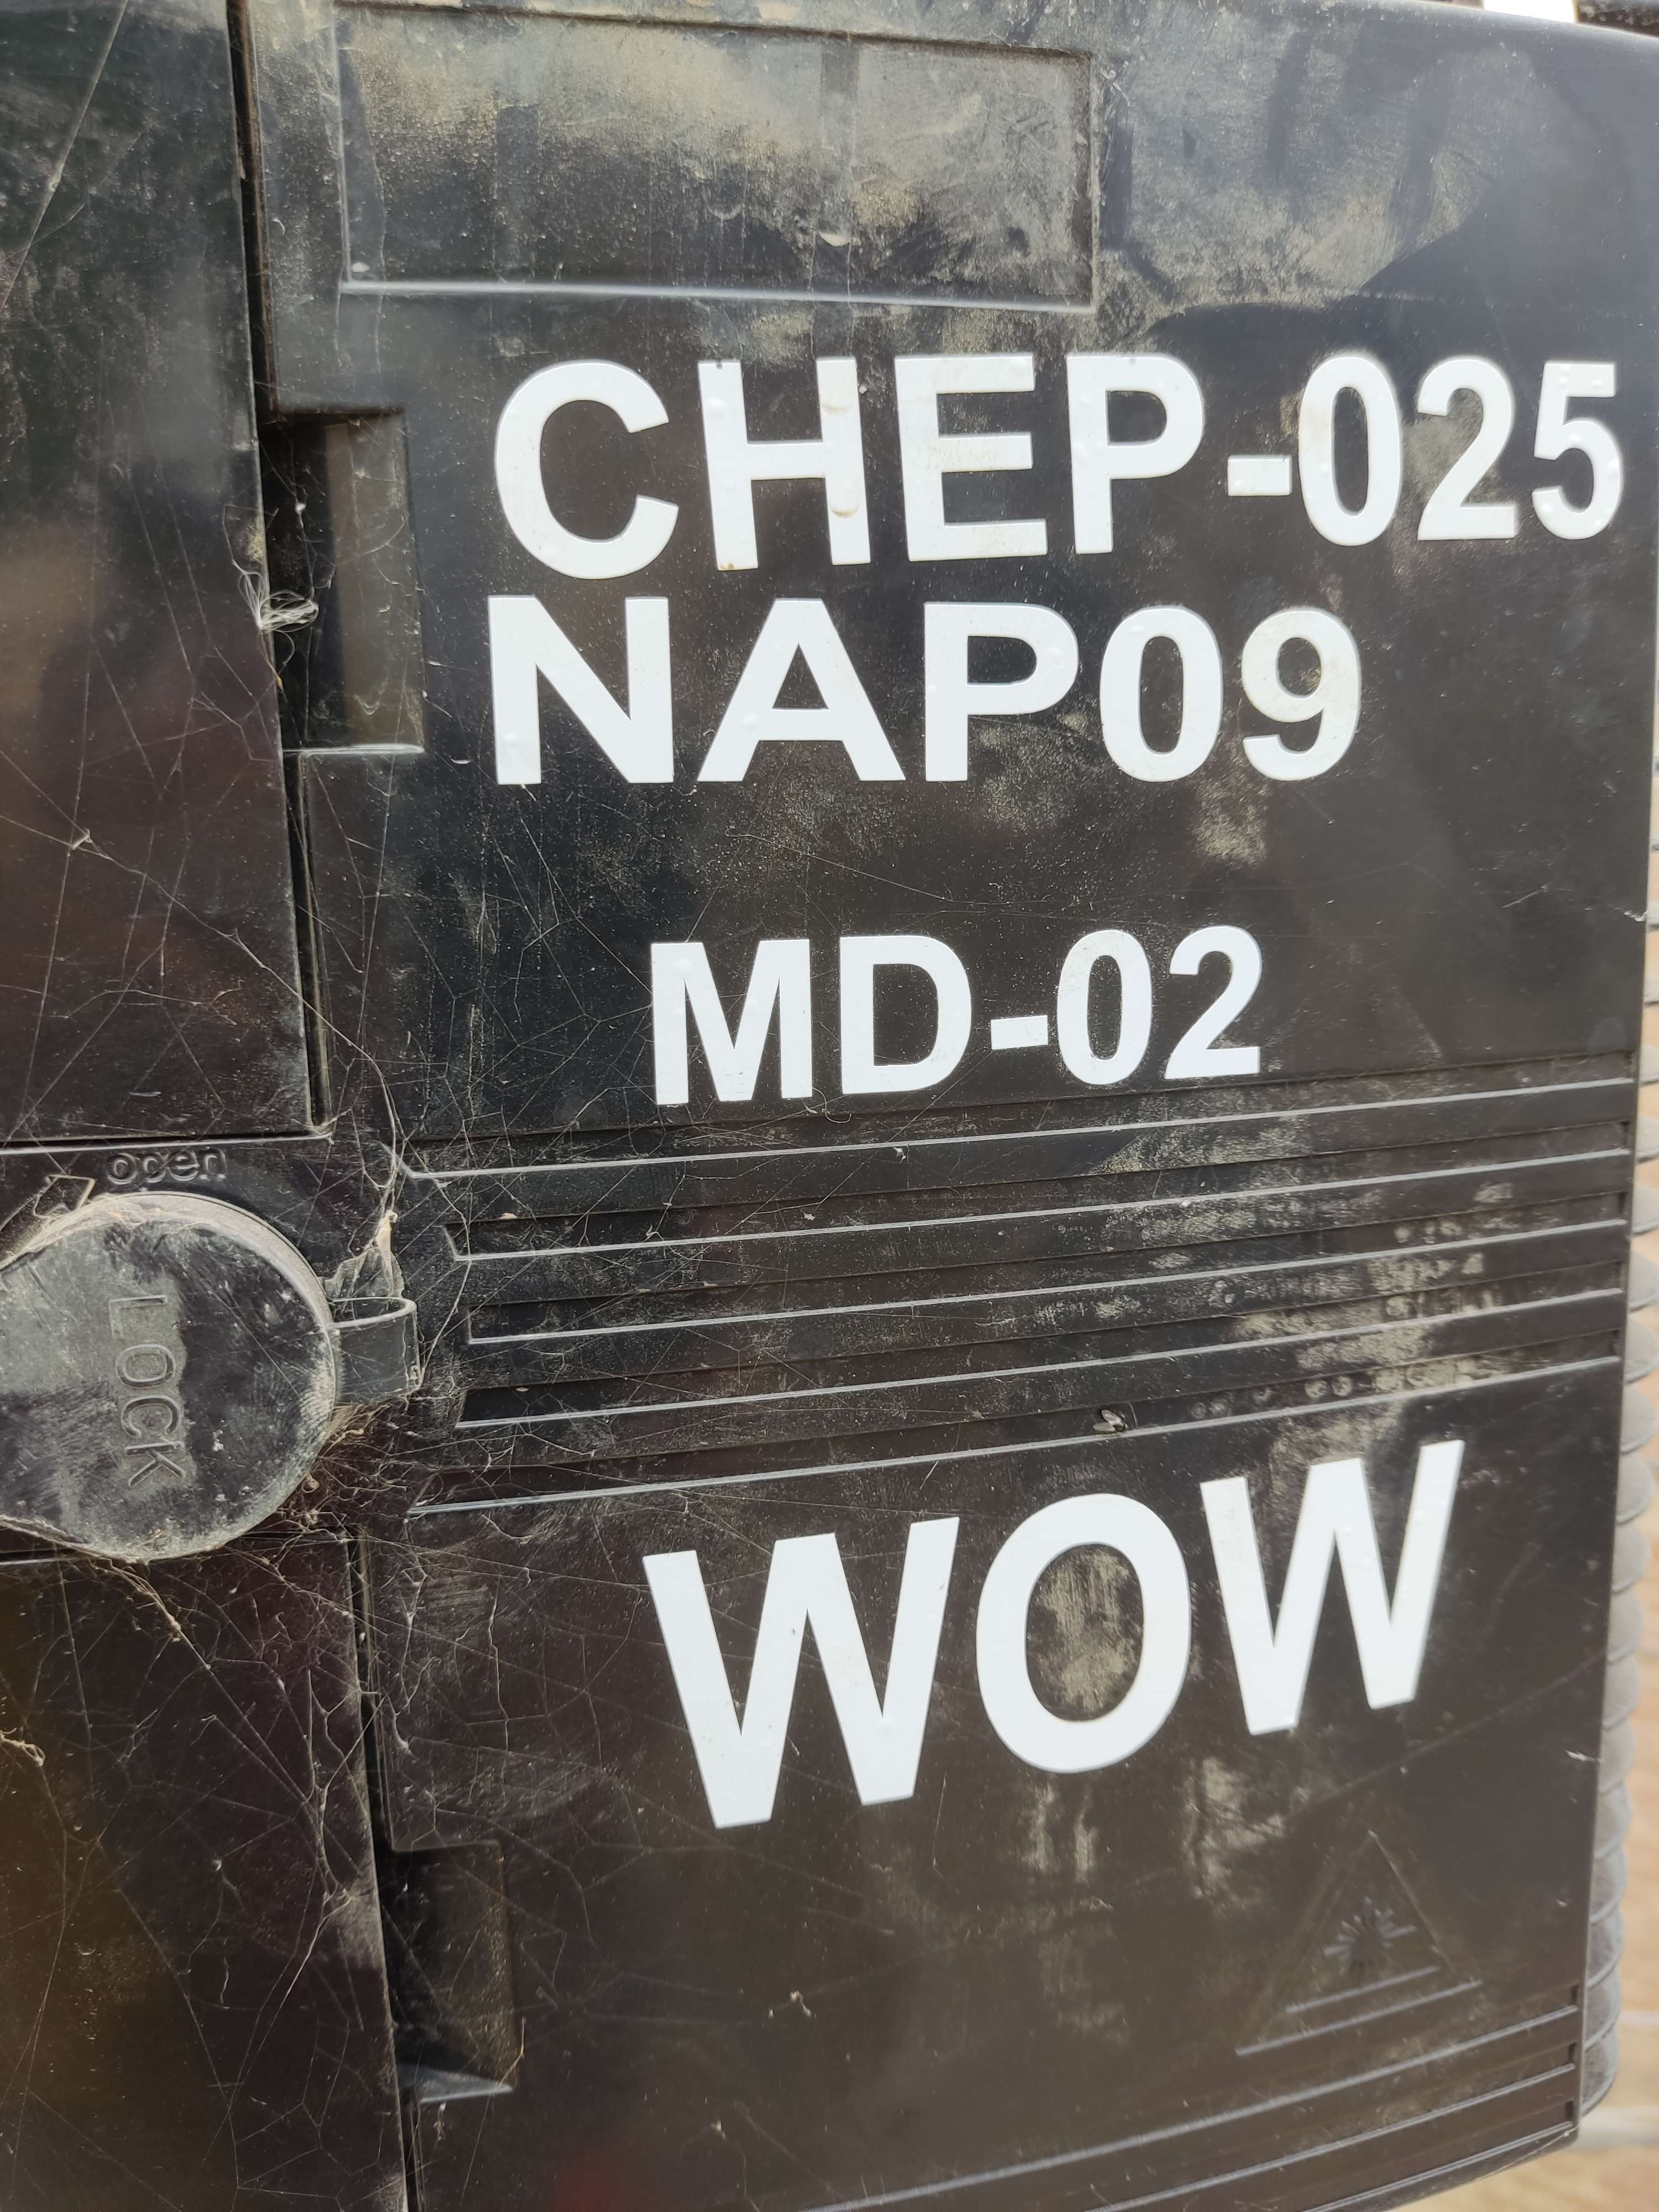 CHEP-025
NAP09
MD-02
open
LOCK
WOW